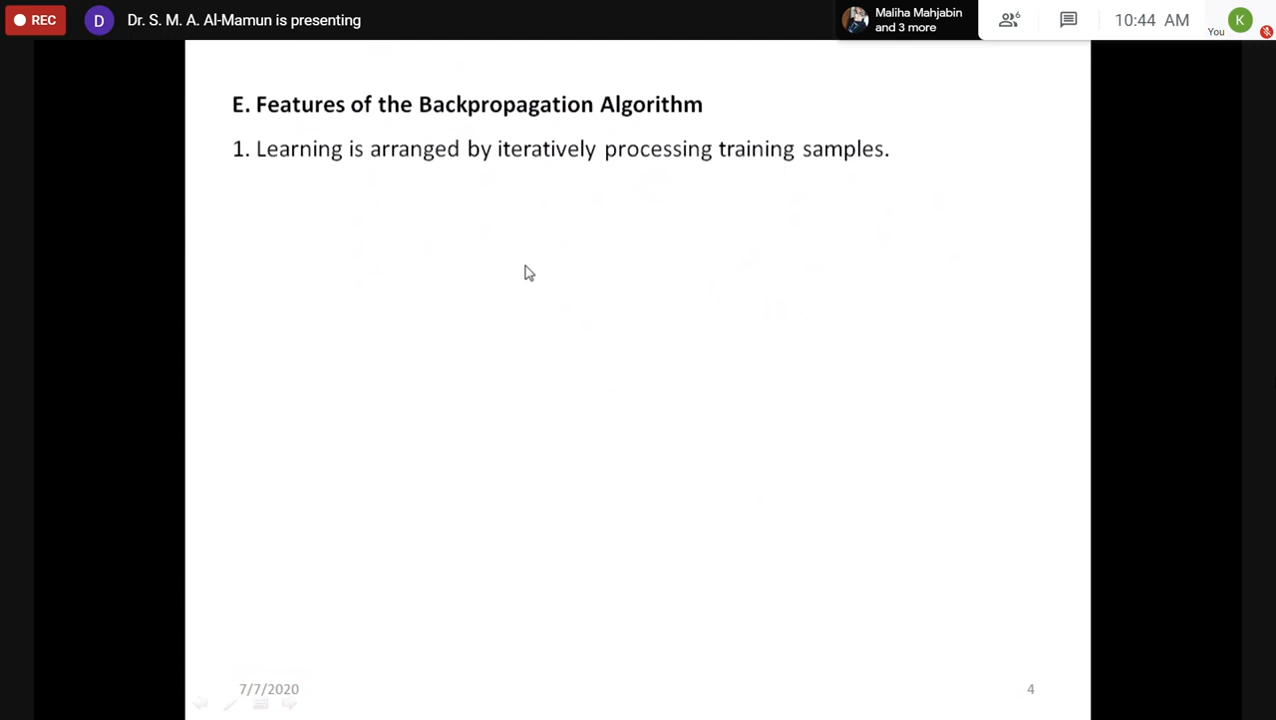 REC
D
Dr. S. M. A. Al-Mamun is presenting
Maliha Mahjabin
and 3 more
6
10:44 AM
You
K
E. Features of the Backpropagation Algorithm
1. Learning is arranged by iteratively processing training samples.
7/7/2020
4